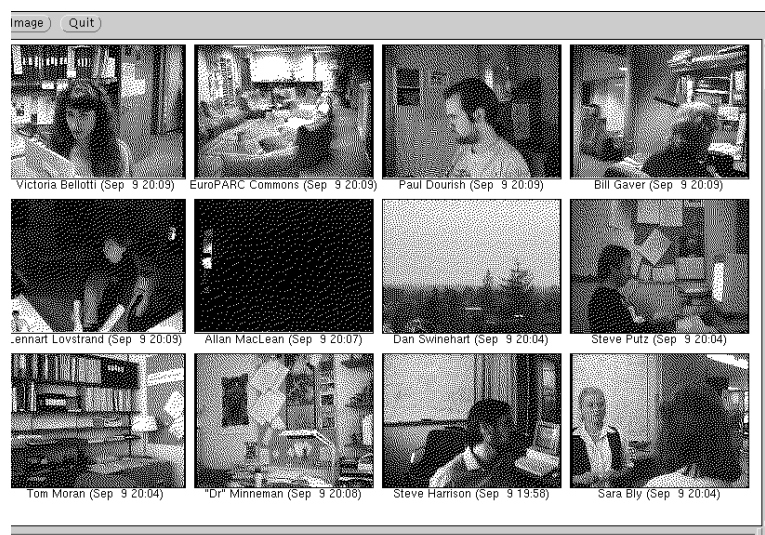 Image) Quit
Victoria Bellotti (Sep 9 20:09) EuroPARC Commons (Sep 9 20:09) Paul Dourish (Sep 9 20:09) Bill Gaver (Sep 9 20:09)
Lennart Lovstrand (Sep 9 20:09) Allan MacLean (Sep 9 20:07) Dan Swinehart (Sep 9 20:04) Steve Putz (Sep 9 20:04)
Tom Moran (Sep 9 20:04) "Dr" Minneman (Sep 9 20:08) Steve Harrison (Sep 9 19:58) Sara Bly (Sep 9 20:04)